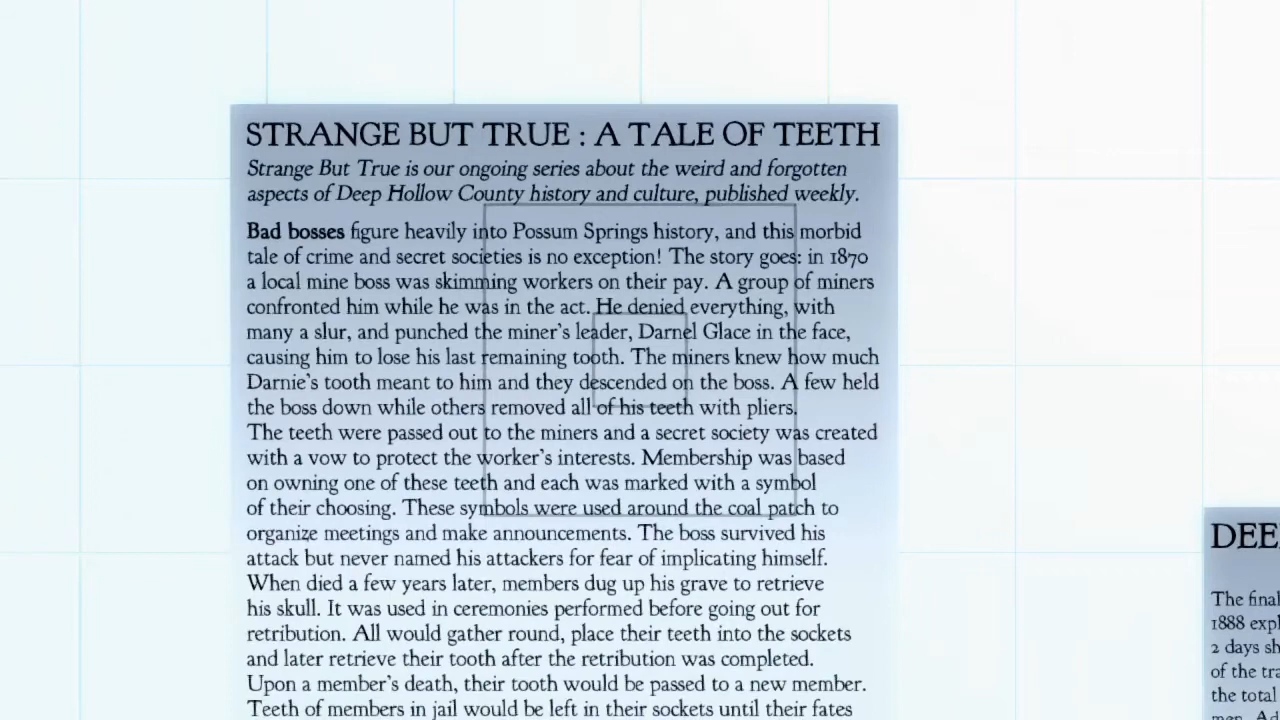 STRANGE BUT TRUE : A TALE OF TEETH
Strange But True is our ongoing series about the weird and forgotten
aspects of Deep Hollow County history and culture, published weekly.
Bad bosses figure heavily into Possum Springs history, and this morbid
tale of crime and secret societies is no exception! The story goes: in 1870
a local mine boss was skimming workers on their pay. A group of miners
confronted him while he was in the act. He denied everything, with
many a slur, and punched the miner's leader, Darnel Glace in the face,
causing him to lose his last remaining tooth. The miners knew how much
Darnie's tooth meant to him and they descended on the boss. A few held
the boss down while others removed all of his teeth with pliers.
The teeth were passed out to the miners and a secret society was created
with a vow to protect the worker's interests. Membership was based
on owning one of these teeth and each was marked with a symbol
of their choosing. These symbols were used around the coal patch to
organize meetings and make announcements. The boss survived his
attack but never named his attackers for fear of implicating himself.
When died a few years later, members dug up his grave to retrieve
his skull. It was used in ceremonies performed before going out for
retribution. All would gather round, place their teeth into the sockets
and later retrieve their tooth after the retribution was completed.
Upon a member's death, their tooth would be passed to a new member.
Teeth of members in jail would be left in their sockets until their fates
The final
1888
2 days
of the
the total